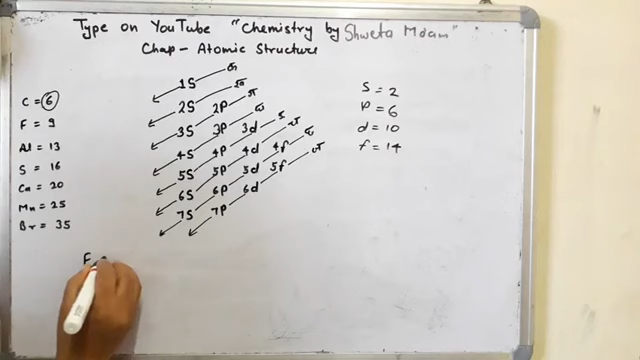 Type on YouTube "Chemistry by Shweta Mdam"
Chap - Atomic Structure
C = 6
F = 9
Al = 13
S = 16
Ca = 20
Mn = 25
Br = 35
1S
2S 2P
3S 3P 3d
4S 4P 4d 4f
5S 5P 5d 5f
6S 6P 6d
7S 7P
S = 2
P = 6
d = 10
f = 14
F